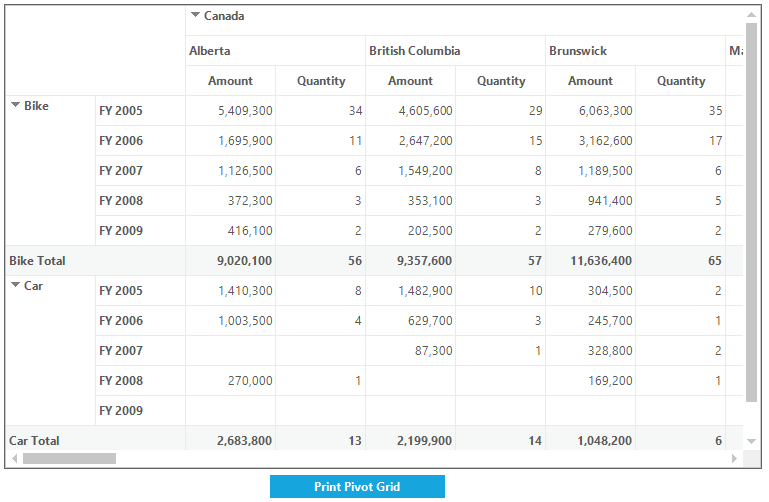 Canada
Alberta British Columbia Brunswick
Amount Quantity Amount Quantity Amount Quantity
Bike FY 2005 5,409,300 34 4,605,600 29 6,063,300 35
FY 2006 1,695,900 11 2,647,200 15 3,162,600 17
FY 2007 1,126,500 6 1,549,200 8 1,189,500 6
FY 2008 372,300 3 353,100 3 941,400 5
FY 2009 416,100 2 202,500 2 279,600 2
Bike Total 9,020,100 56 9,357,600 57 11,636,400 65
Car FY 2005 1,410,300 8 1,482,900 10 304,500 2
FY 2006 1,003,500 4 629,700 3 245,700 1
FY 2007 87,300 1 328,800 2
FY 2008 270,000 1 169,200 1
FY 2009
Car Total 2,683,800 13 2,199,900 14 1,048,200 6
Print Pivot Grid